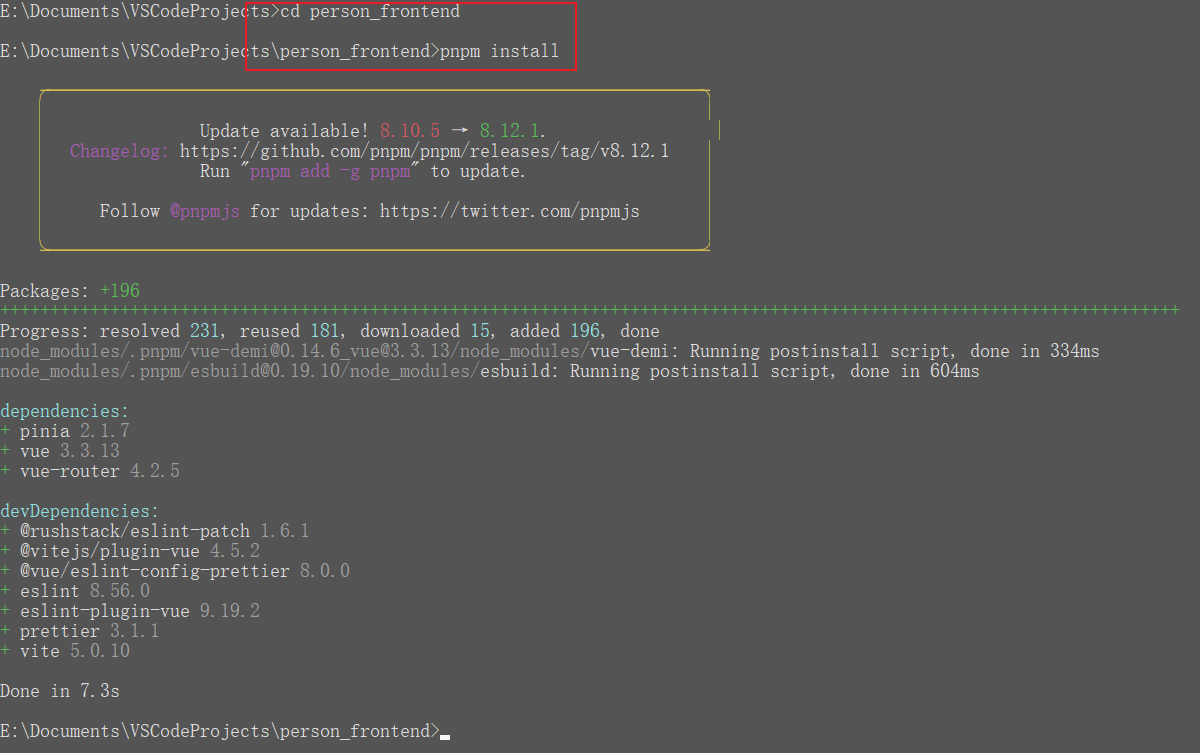 E:\Documents\VSCodeProjects>cd person_frontend
E:\Documents\VSCodeProjects\person_frontend>pnpm install
Update available! 8.10.5 → 8.12.1.
Changelog: https://github.com/pnpm/pnpm/releases/tag/v8.12.1
Run "pnpm add -g pnpm" to update.
Follow @pnpmjs for updates: https://twitter.com/pnpmjs
Packages: +196
++++++++++++++++++++++++++++++++++++++++++++++++++++++++++++++++++++++++++++++++++++++++++++++++++++++++++++++++++++++
Progress: resolved 231, reused 181, downloaded 15, added 196, done
node_modules/.pnpm/vue-demi@0.14.6_vue@3.3.13/node_modules/vue-demi: Running postinstall script, done in 334ms
node_modules/.pnpm/esbuild@0.19.10/node_modules/esbuild: Running postinstall script, done in 604ms
dependencies:
+ pinia 2.1.7
+ vue 3.3.13
+ vue-router 4.2.5
devDependencies:
+ @rushstack/eslint-patch 1.6.1
+ @vitejs/plugin-vue 4.5.2
+ @vue/eslint-config-prettier 8.0.0
+ eslint 8.56.0
+ eslint-plugin-vue 9.19.2
+ prettier 3.1.1
+ vite 5.0.10
Done in 7.3s
E:\Documents\VSCodeProjects\person_frontend>